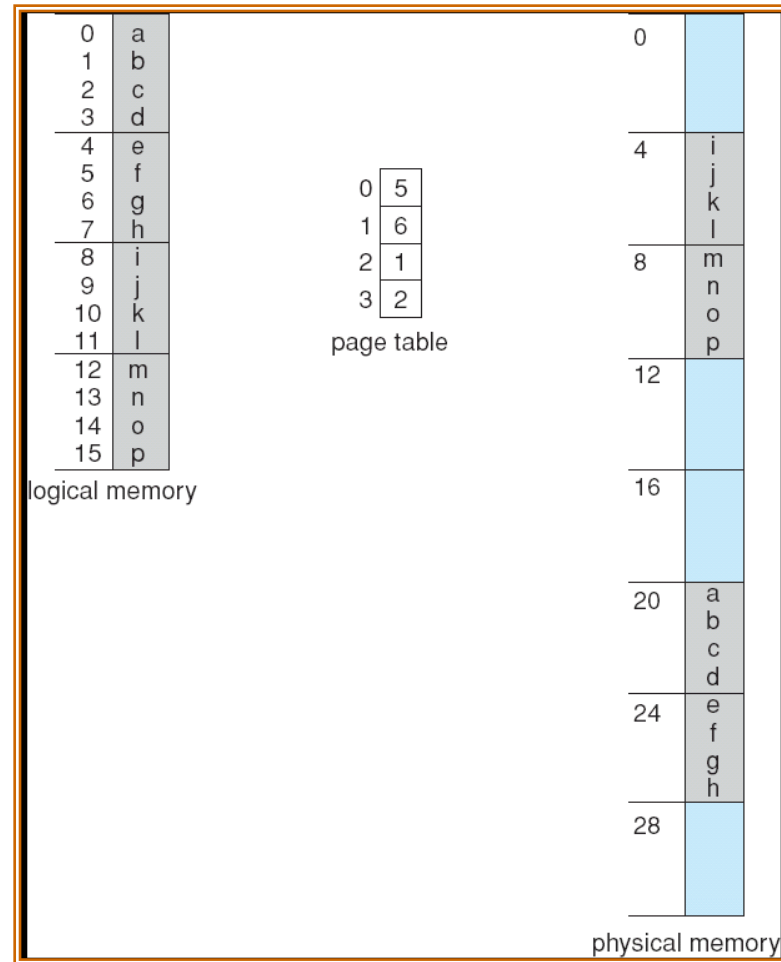 0 a
1 b
2 c
3 d
4 e
5 f
6 g
7 h
8 i
9 j
10 k
11 l
12 m
13 n
14 o
15 p
logical memory
0 5
1 6
2 1
3 2
page table
0
4 i
j
k
l
8 m
n
o
p
12
16
20 a
b
c
d
24 e
f
g
h
28
physical memory